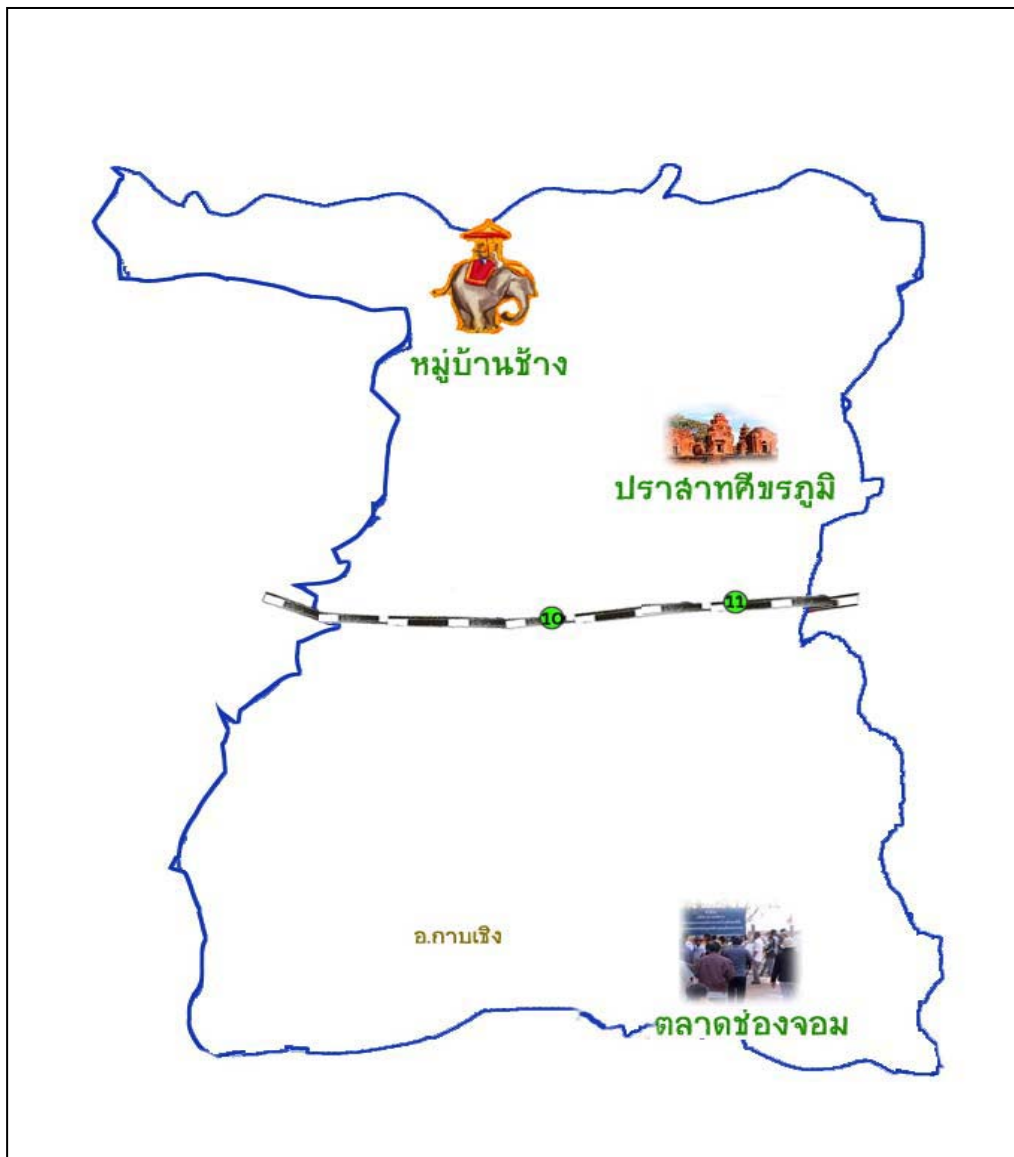 หมู่บ้านช้าง
ปราสาทศีขรภูมิ
10
11
อ.กาบเชิง
ตลาดช่องจอม